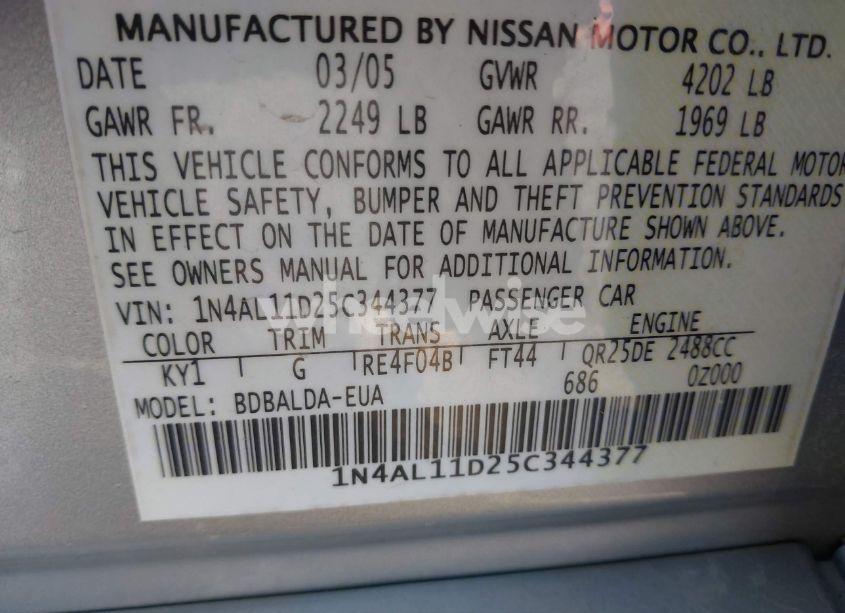 MANUFACTURED BY NISSAN MOTOR CO., LTD.
DATE 03/05 GVWR 4202 LB
GAWR FR. 2249 LB GAWR RR. 1969 LB
THIS VEHICLE CONFORMS TO ALL APPLICABLE FEDERAL MOTOR
VEHICLE SAFETY, BUMPER AND THEFT PREVENTION STANDARDS
IN EFFECT ON THE DATE OF MANUFACTURE SHOWN ABOVE.
SEE OWNERS MANUAL FOR ADDITIONAL INFORMATION.
VIN: 1N4AL11D25C344377 PASSENGER CAR
wheelwise
COLOR TRIM TRANS AXLE ENGINE
KY1 G RE4F04B FT44 QR25DE 2488CC
MODEL: BDBALDA-EUA 686 0Z000
1N4AL11D25C344377